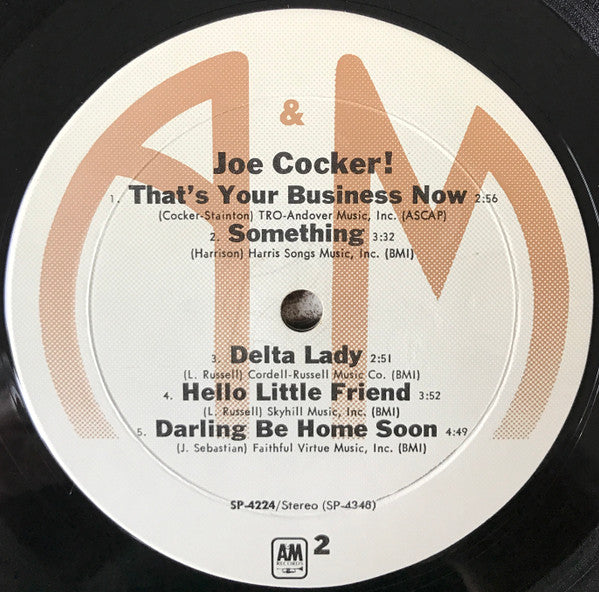 A & M
Joe Cocker!
1. That's Your Business Now 2:56
(Cocker-Stainton) TRO-Andover Music, Inc. (ASCAP)
2. Something 3:32
(Harrison) Harris Songs Music, Inc. (BMI)
3. Delta Lady 2:51
(L. Russell) Cordell-Russell Music Co. (BMI)
4. Hello Little Friend 3:52
(L. Russell) Skyhill Music, Inc. (BMI)
5. Darling Be Home Soon 4:49
(J. Sebastian) Faithful Virtue Music, Inc. (BMI)
SP-4224/Stereo (SP-4348)
AM 2
RECORDS